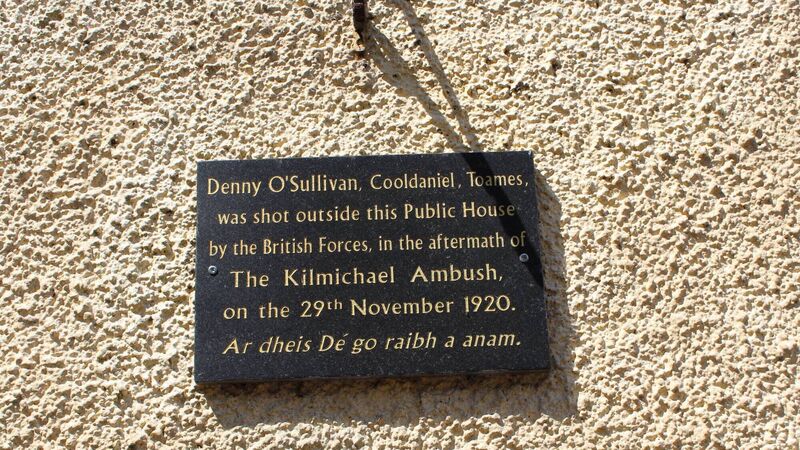 Denny O'Sullivan, Cooldaniel, Toames,
was shot outside this Public House
by the British Forces, in the aftermath of
The Kilmichael Ambush,
on the 29th November 1920.
Ar dheis Dé go raibh a anam.